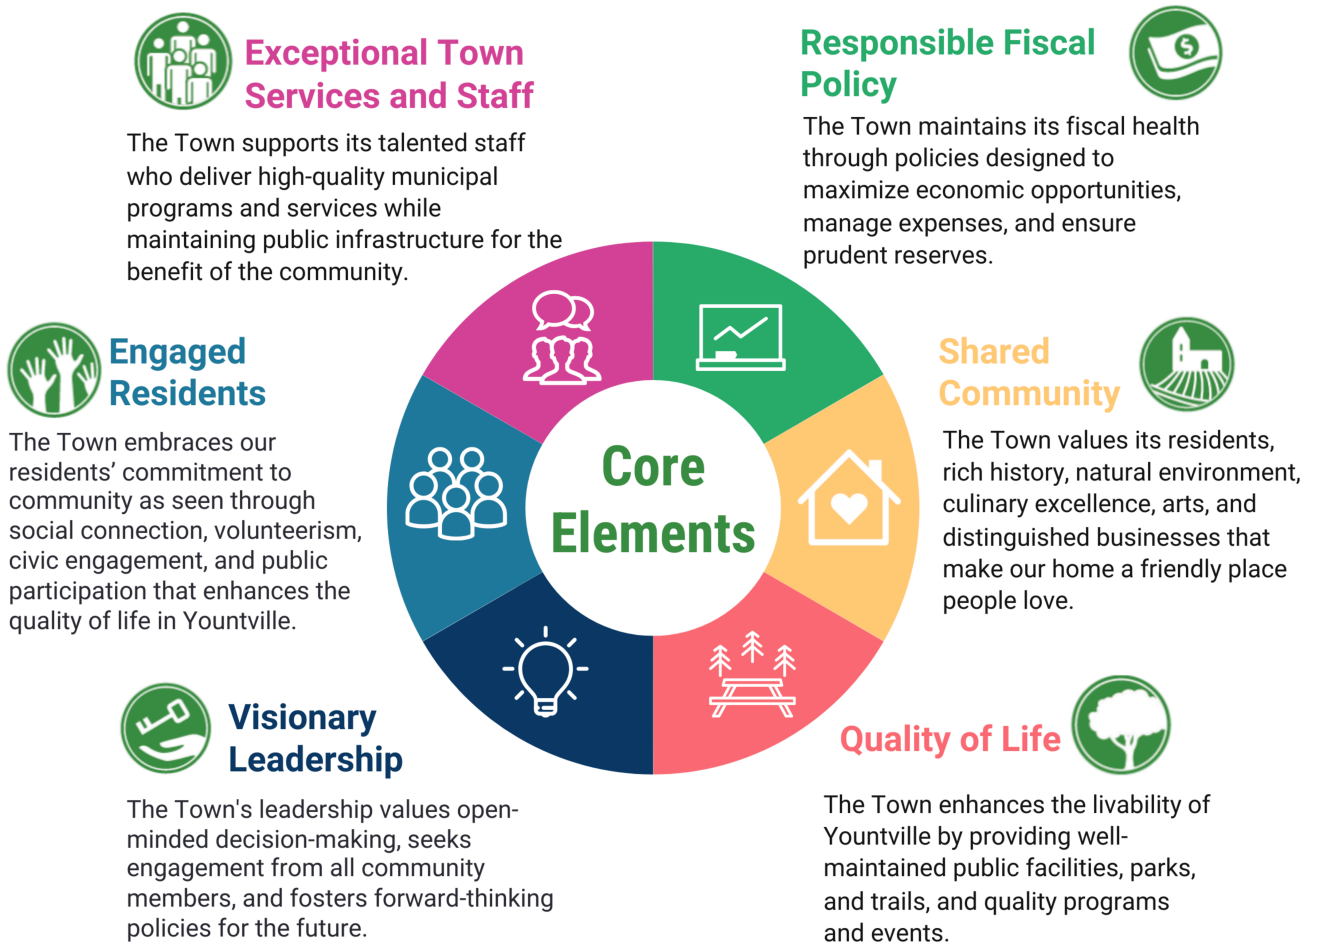 Exceptional Town
Services and Staff
The Town supports its talented staff
who deliver high-quality municipal
programs and services while
maintaining public infrastructure for the
benefit of the community.
Responsible Fiscal
Policy
$
The Town maintains its fiscal health
through policies designed to
maximize economic opportunities,
manage expenses, and ensure
prudent reserves.
Engaged
Residents
The Town embraces our
residents’ commitment to
community as seen through
social connection, volunteerism,
civic engagement, and public
participation that enhances the
quality of life in Yountville.
Core
Elements
Shared
Community
The Town values its residents,
rich history, natural environment,
culinary excellence, arts, and
distinguished businesses that
make our home a friendly place
people love.
Visionary
Leadership
The Town's leadership values open-
minded decision-making, seeks
engagement from all community
members, and fosters forward-thinking
policies for the future.
Quality of Life
The Town enhances the livability of
Yountville by providing well-
maintained public facilities, parks,
and trails, and quality programs
and events.